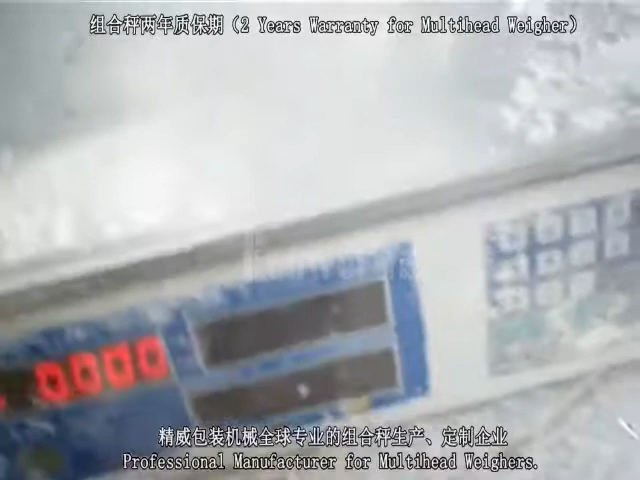 组合秤两年质保期（2 Years Warranty for Multihead Weigher）
0.000
精威包装机械全球专业的组合秤生产、定制企业
Professional Manufacturer for Multihead Weighers.